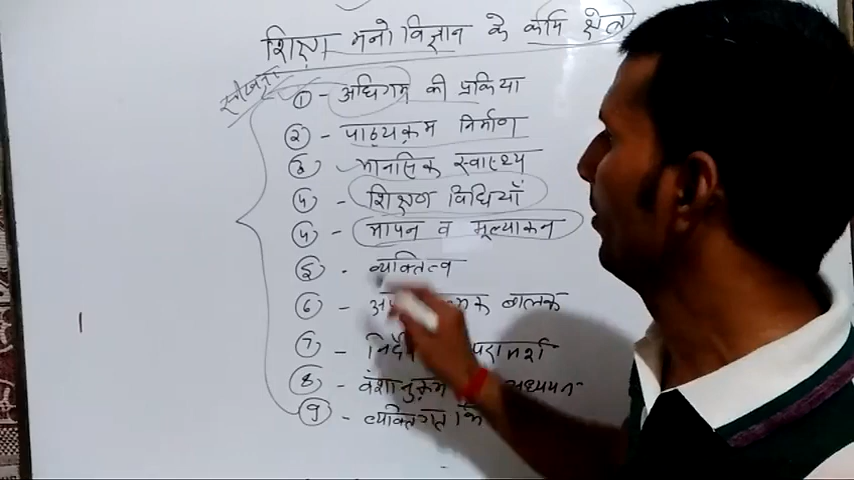 शिक्षा मनोविज्ञान के क्षेत्र
① - अधिगम की प्रक्रिया
② - पाठ्यक्रम निर्माण
③ मानसिक स्वास्थ्य
④ - शिक्षण विधियाँ
④ - मापन व मूल्यांकन
⑤ - व्यक्तित्व
⑥ - बालक
⑦ - परामर्श
⑧ - वंशानुक्रम अध्ययन
⑨ - व्यक्तिगत